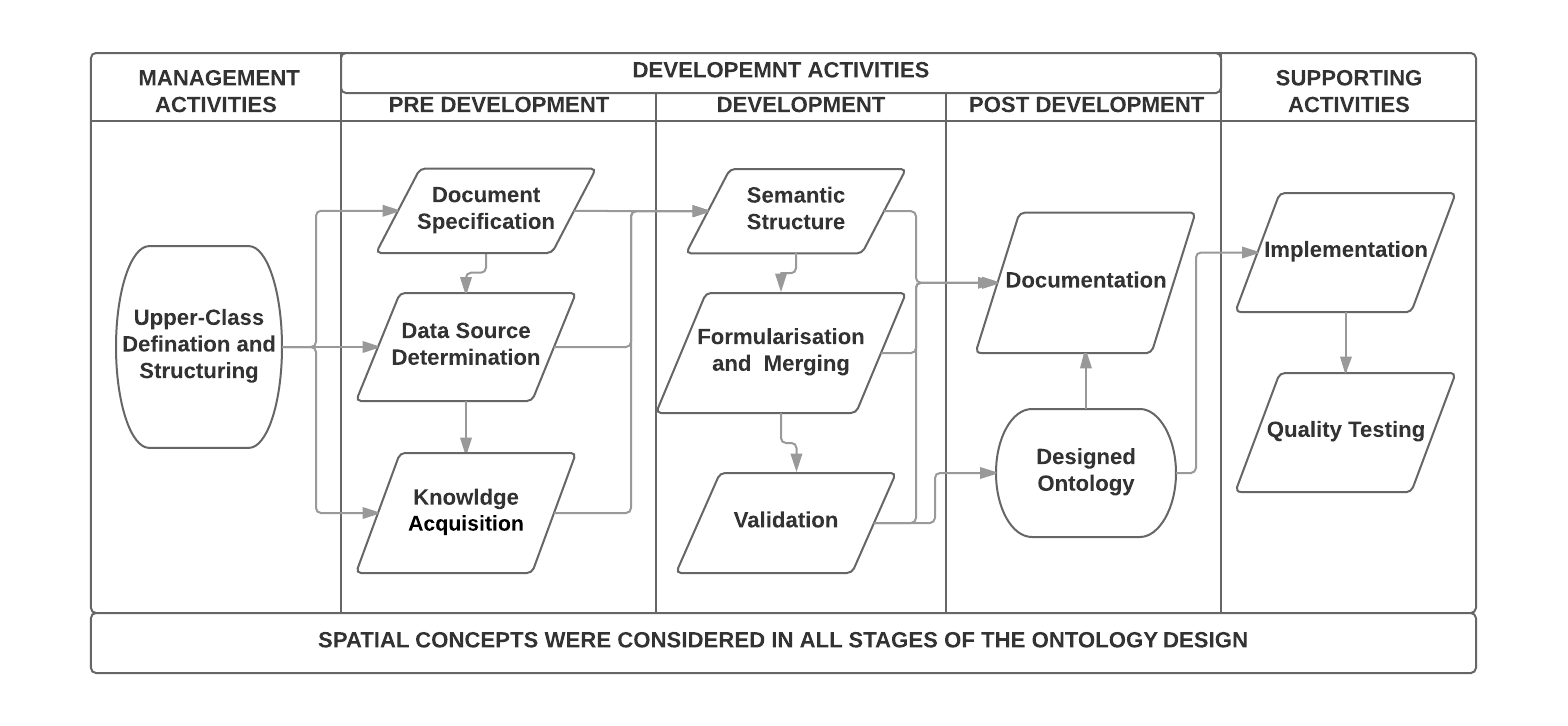 MANAGEMENT
ACTIVITIES
DEVELOPEMNT ACTIVITIES
PRE DEVELOPMENT
DEVELOPMENT
POST DEVELOPMENT
SUPPORTING
ACTIVITIES
Upper-Class
Defination and
Structuring
Document
Specification
Data Source
Determination
Knowldge
Acquisition
Semantic
Structure
Formularisation
and Merging
Validation
Documentation
Designed
Ontology
Implementation
Quality Testing
SPATIAL CONCEPTS WERE CONSIDERED IN ALL STAGES OF THE ONTOLOGY DESIGN